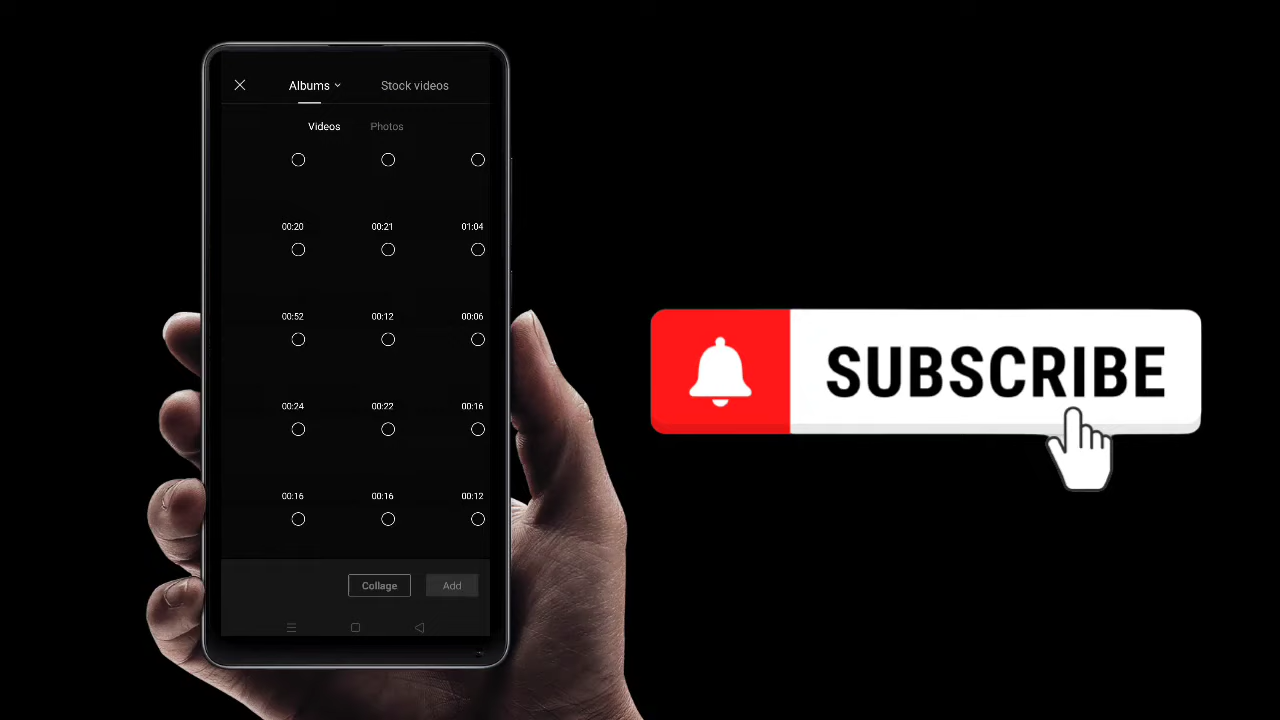 Albums Stock videos
Videos Photos
00:20 00:21 01:04
00:52 00:12 00:06
00:24 00:22 00:16
00:16 00:16 00:12
Collage Add
SUBSCRIBE